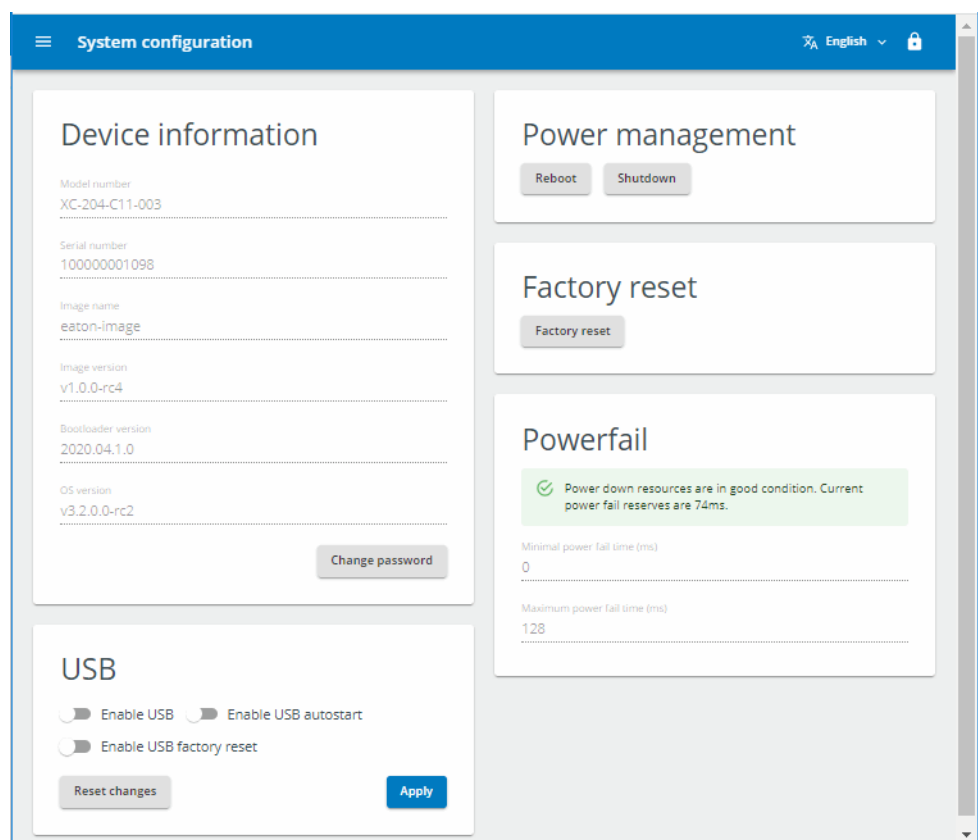 System configuration
English
Device information
Model number
XC-204-C11-003
Serial number
100000001098
Image name
eaton-image
Image version
v1.0.0-rc4
Bootloader version
2020.04.1.0
OS version
v3.2.0.0-rc2
Change password
USB
Enable USB Enable USB autostart
Enable USB factory reset
Reset changes Apply
Power management
Reboot Shutdown
Factory reset
Factory reset
Powerfail
Power down resources are in good condition. Current
power fail reserves are 74ms.
Minimal power fail time (ms)
0
Maximum power fail time (ms)
128